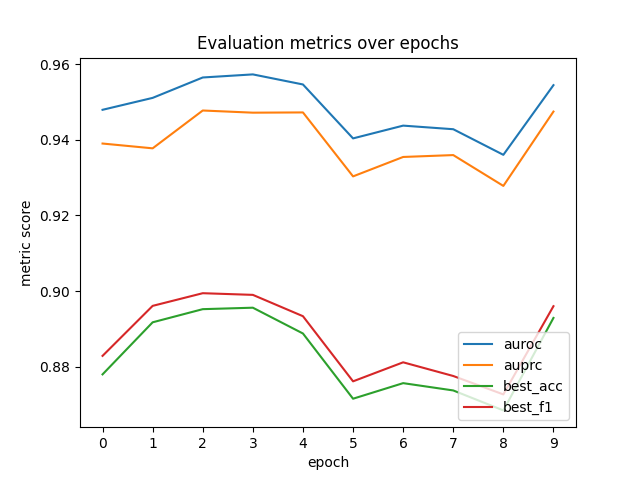 Evaluation metrics over epochs
metric score
0.96
0.94
0.92
0.90
0.88
auroc
auprc
best_acc
best_f1
0 1 2 3 4 5 6 7 8 9
epoch